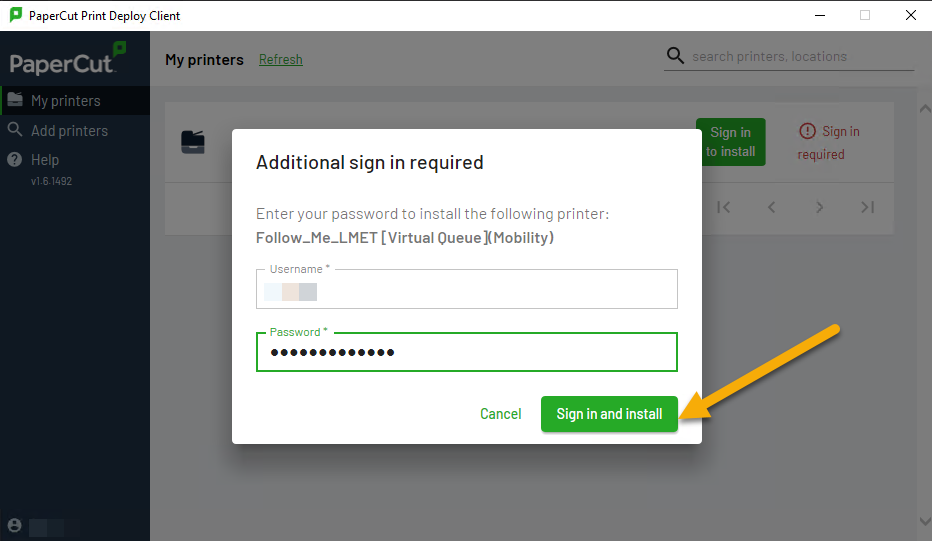 PaperCut Print Deploy Client
PaperCut
My printers
Add printers
Help
v1.6.1492
My printers
Refresh
search printers, locations
Sign in
to install
Sign in
required
Additional sign in required
Enter your password to install the following printer:
Follow_Me_LMET [Virtual Queue](Mobility)
Username *
Password *
•••••••••••••
Cancel
Sign in and install